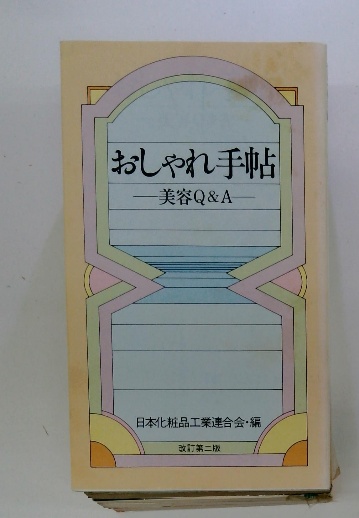 おしゃれ手帖
―美容Q&A―
日本化粧品工業連合会・編
改訂第二版